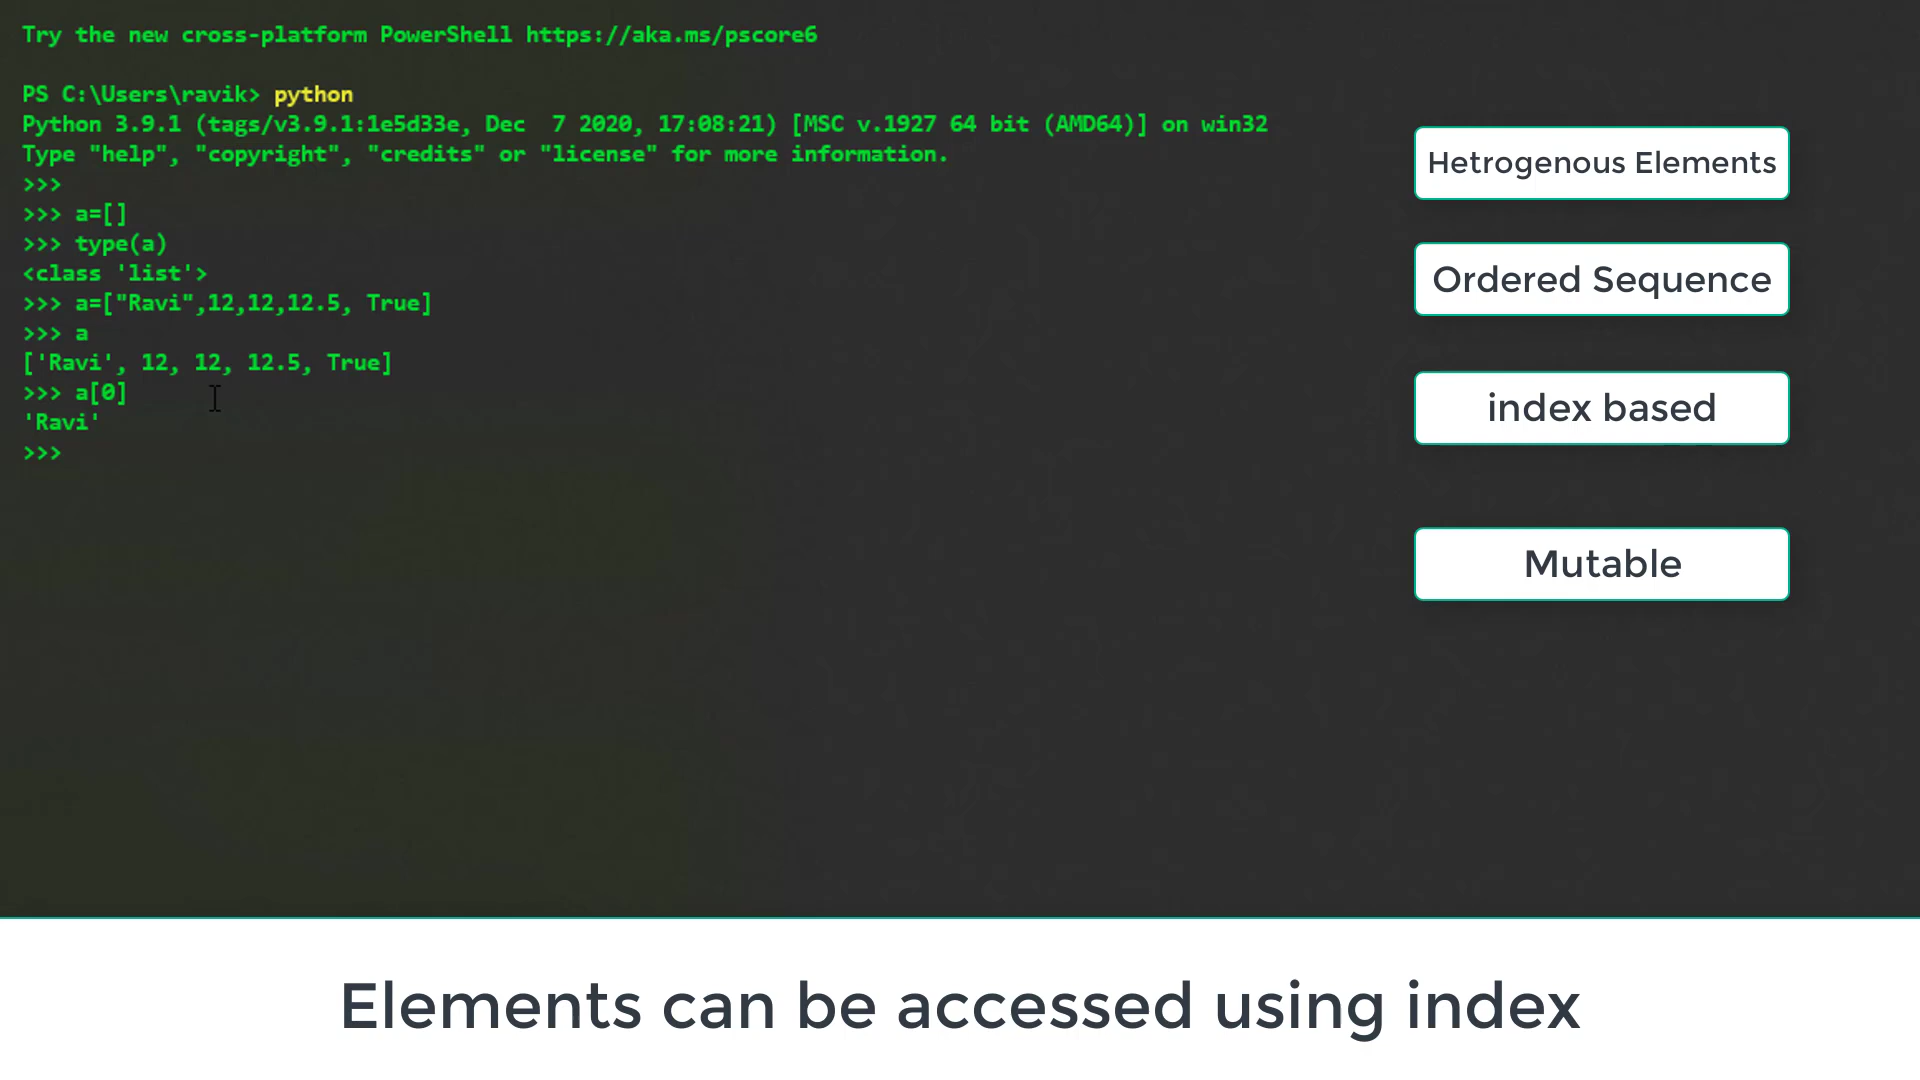 Try the new cross-platform PowerShell https://aka.ms/pscore6
PS C:\Users\ravik> python
Python 3.9.1 (tags/v3.9.1:1e5d33e, Dec  7 2020, 17:08:21) [MSC v.1927 64 bit (AMD64)] on win32
Type "help", "copyright", "credits" or "license" for more information.
>>>
>>> a=[]
>>> type(a)
<class 'list'>
>>> a=["Ravi",12,12,12.5, True]
>>> a
['Ravi', 12, 12, 12.5, True]
>>> a[0]
'Ravi'
>>>
Hetrogenous Elements
Ordered Sequence
index based
Mutable
Elements can be accessed using index